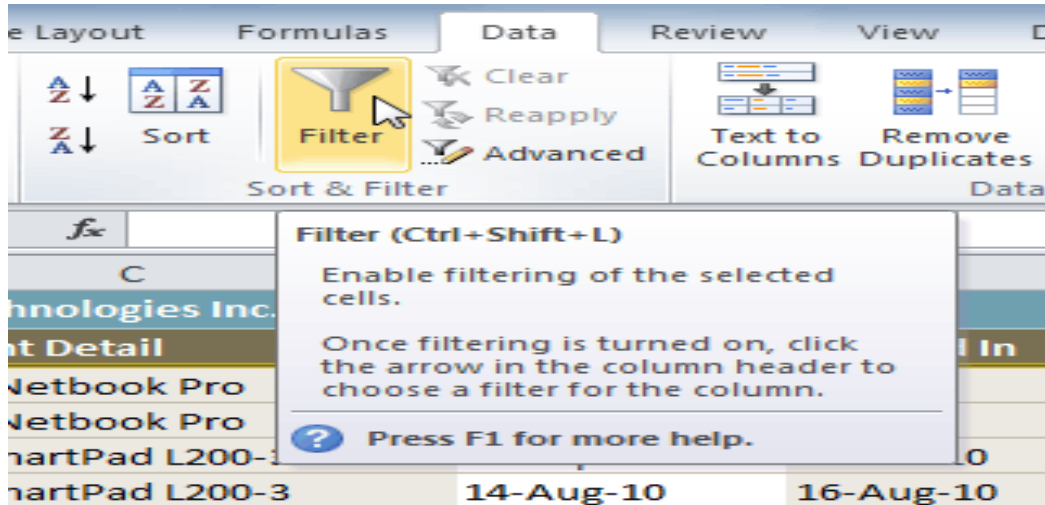 e Layout Formulas Data Review View
Clear
Sort Filter Reapply Text to Remove
Advanced Columns Duplicates
Sort & Filter Data
fx Filter (Ctrl+Shift+L)
C Enable filtering of the selected
cells.
hnologies Inc.
Once filtering is turned on, click
nt Detail the arrow in the column header to d In
Netbook Pro choose a filter for the column.
Netbook Pro Press F1 for more help.
martPad L200-3 0
martPad L200-3 14-Aug-10 16-Aug-10